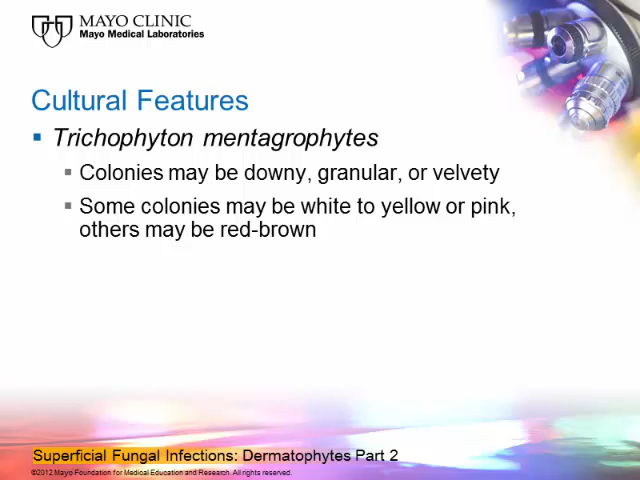 MAYO CLINIC
Mayo Medical Laboratories
Cultural Features
Trichophyton mentagrophytes
Colonies may be downy, granular, or velvety
Some colonies may be white to yellow or pink,
others may be red-brown
Superficial Fungal Infections: Dermatophytes Part 2
©2012 Mayo Foundation for Medical Education and Research. All rights reserved.